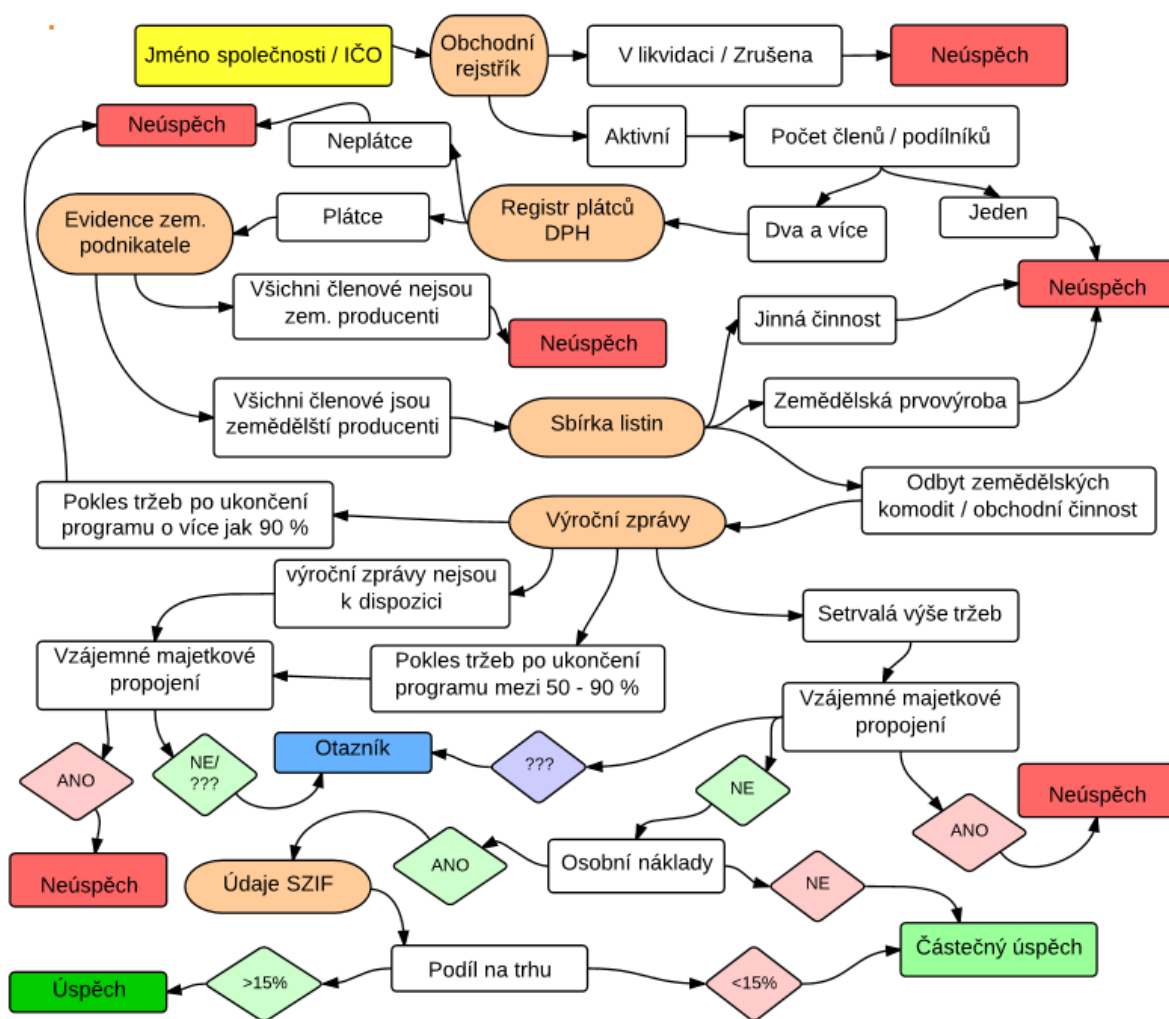 Jméno společnosti / IČO
Obchodní
rejstřík
V likvidaci / Zrušena
Neúspěch
Neúspěch
Neplátce
Aktivní
Počet členů / podílníků
Evidence zem.
podnikatele
Plátce
Registr plátců
DPH
Dva a více
Jeden
Všichni členové nejsou
zem. producenti
Neúspěch
Jinná činnost
Neúspěch
Všichni členové jsou
zemědělští producenti
Sbírka listin
Zemědělská prvovýroba
Pokles tržeb po ukončení
programu o více jak 90 %
Výroční zprávy
Odbyt zemědělských
komodit / obchodní činnost
výroční zprávy nejsou
k dispozici
Setrvalá výše tržeb
Vzájemné majetkové
propojení
Pokles tržeb po ukončení
programu mezi 50 - 90 %
Vzájemné majetkové
propojení
ANO
NE/
???
Otazník
???
NE
Neúspěch
ANO
Neúspěch
Údaje SZIF
ANO
Osobní náklady
NE
Částečný úspěch
Úspěch
>15%
Podíl na trhu
<15%